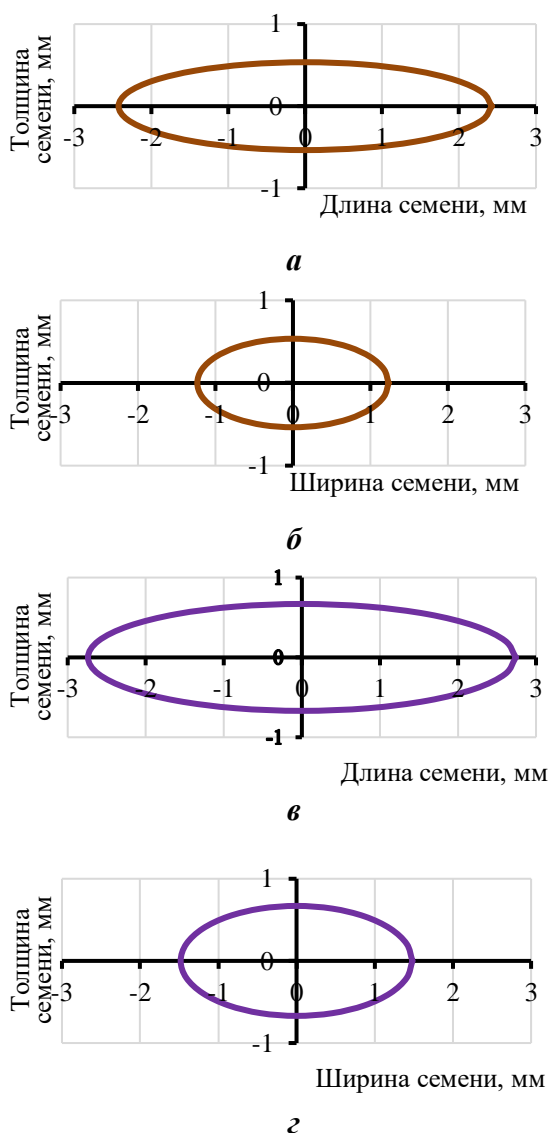 Толщина
семени, мм
1
0
-1
-3 -2 -1 0 1 2 3
Длина семени, мм
а
Толщина
семени, мм
1
0
-1
-3 -2 -1 0 1 2 3
Ширина семени, мм
б
Толщина
семени, мм
1
0
-1
-3 -2 -1 0 1 2 3
Длина семени, мм
в
Толщина
семени, мм
1
0
-1
-3 -2 -1 0 1 2 3
Ширина семени, мм
г